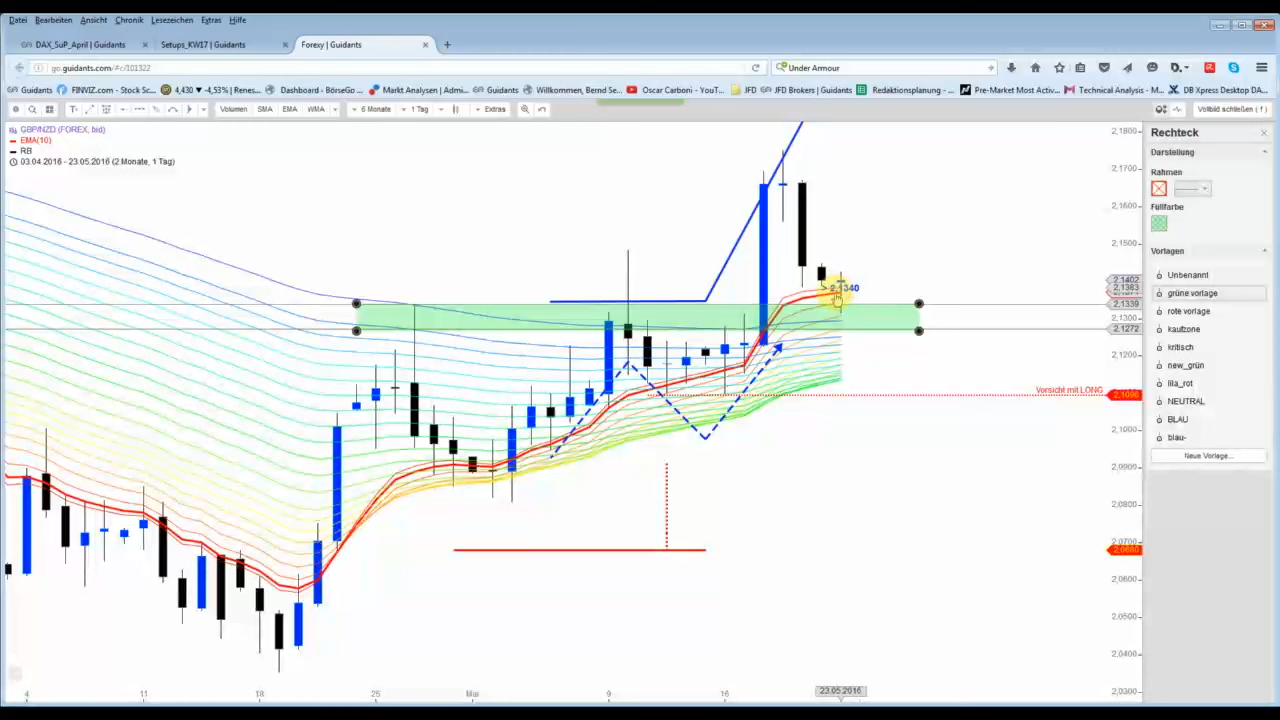 Datei Bearbeiten Ansicht Chronik Lesezeichen Extras Hilfe
DAX_SuP_April | Guidants Setups_KW17 | Guidants Forexy | Guidants
go.guidants.com/#c/101322 Under Armour
Guidants FINVIZ.com - Stock Sc... 4,430 ▼ -4,53% | Renes... Dashboard - BörseGo ... Markt Analysen | Admi... Guidants Willkommen, Bernd Se... Oscar Carboni - YouT... JFD JFD Brokers | Guidants Redaktionsplanung - ... Pre-Market Most Activ... Technical Analysis - M... DB Xpress Desktop DA...
Volumen SMA EMA WMA 6 Monate 1 Tag Extras Vollbild schließen ( f )
GBP/NZD (FOREX, bid)
EMA(10)
RB
03.04.2016 - 23.05.2016 (2 Monate, 1 Tag)
2,1800
2,1700
2,1600
2,1500
2,1402
2,1383
2,1340
2,1339
2,1300
2,1272
2,1200
Vorsicht mit LONG
2,1000
2,0900
2,0800
2,0700
2,0680
2,0600
2,0500
2,0400
2,0300
4 11 18 25 Mai 9 16 23.05.2016
Rechteck
Darstellung
Rahmen
Füllfarbe
Vorlagen
Unbenannt
grüne vorlage
rote vorlage
kaufzone
kritisch
new_grün
lila_rot
NEUTRAL
BLAU
blau-
Neue Vorlage...